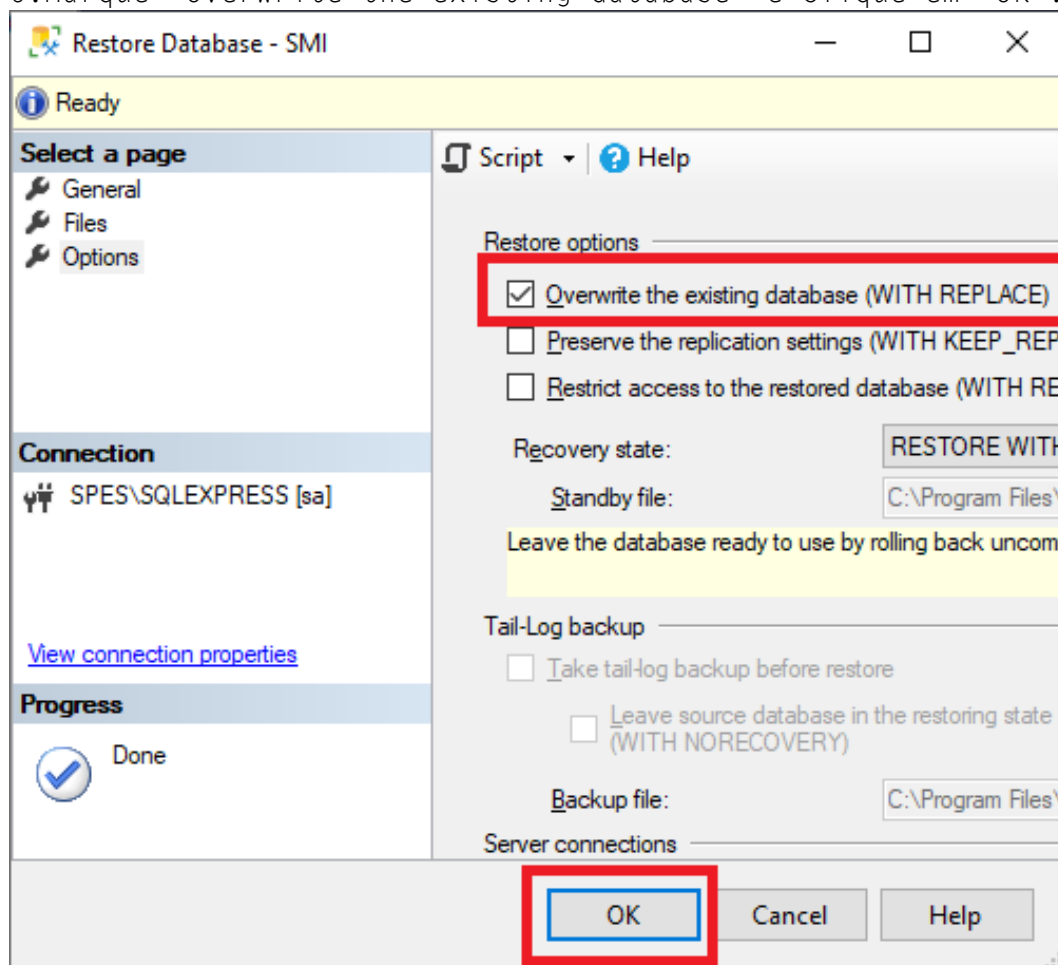 Restore Database - SMI
Ready
Select a page
General
Files
Options
Script
Help
Restore options
Overwrite the existing database (WITH REPLACE)
Preserve the replication settings (WITH KEEP_REP
Restrict access to the restored database (WITH RE
Connection
SPES\SQLEXPRESS [sa]
View connection properties
Recovery state:
RESTORE WITH
Standby file:
C:\Program Files\
Leave the database ready to use by rolling back uncom
Tail-Log backup
Take tail-log backup before restore
Leave source database in the restoring state
(WITH NORECOVERY)
Backup file:
C:\Program Files\
Progress
Done
Server connections
OK
Cancel
Help